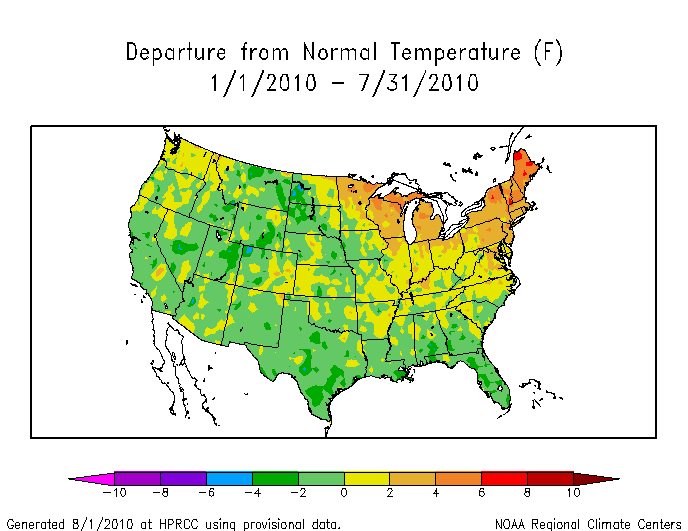 Departure from Normal Temperature (F)
1/1/2010 – 7/31/2010
−10 −8 −6 −4 −2 0 2 4 6 8 10
Generated 8/1/2010 at HPRCC using provisional data. NOAA Regional Climate Centers